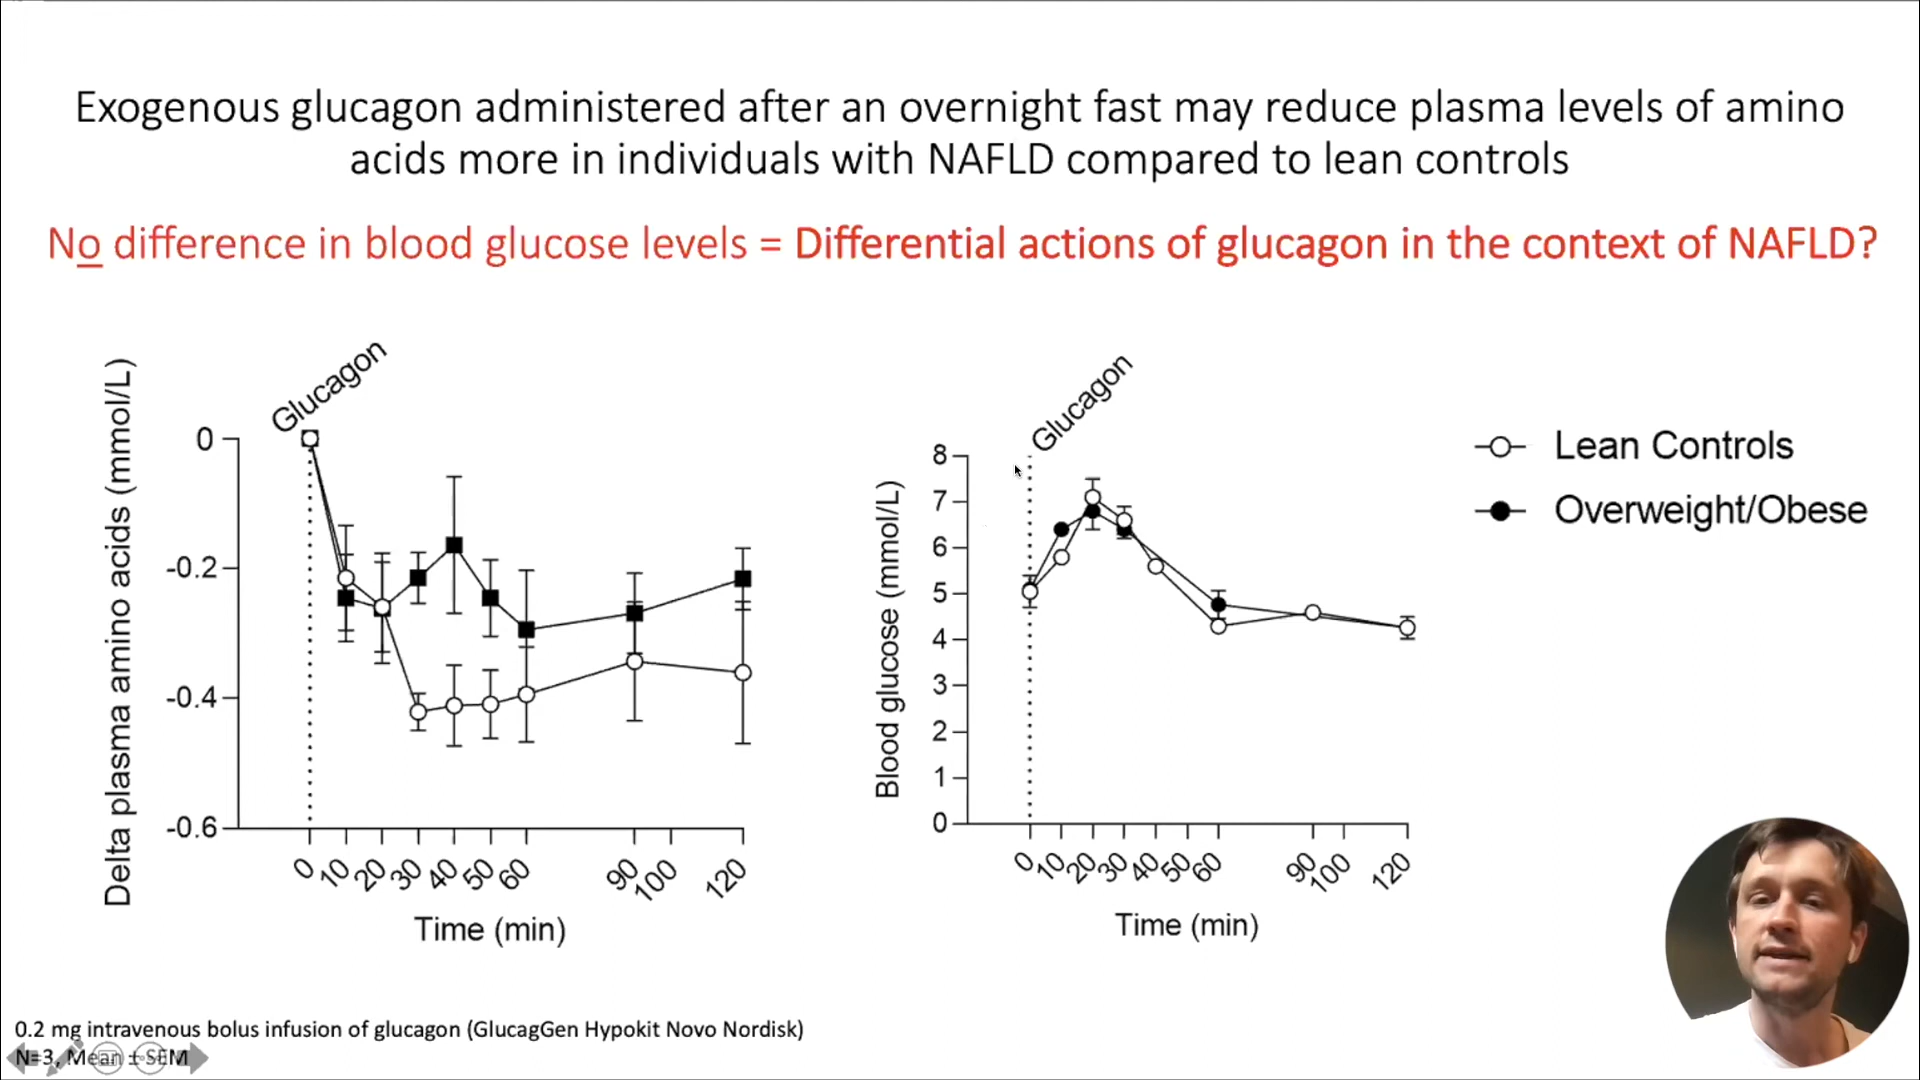 Exogenous glucagon administered after an overnight fast may reduce plasma levels of amino
acids more in individuals with NAFLD compared to lean controls
No difference in blood glucose levels = Differential actions of glucagon in the context of NAFLD?
Glucagon
Delta plasma amino acids (mmol/L)
0
-0.2
-0.4
-0.6
0 10 20 30 40 50 60 90 100 120
Time (min)
Glucagon
Blood glucose (mmol/L)
8
7
6
5
4
3
2
1
0
0 10 20 30 40 50 60 90 100 120
Time (min)
Lean Controls
Overweight/Obese
0.2 mg intravenous bolus infusion of glucagon (GlucagGen Hypokit Novo Nordisk)
N=3, Mean ± SEM